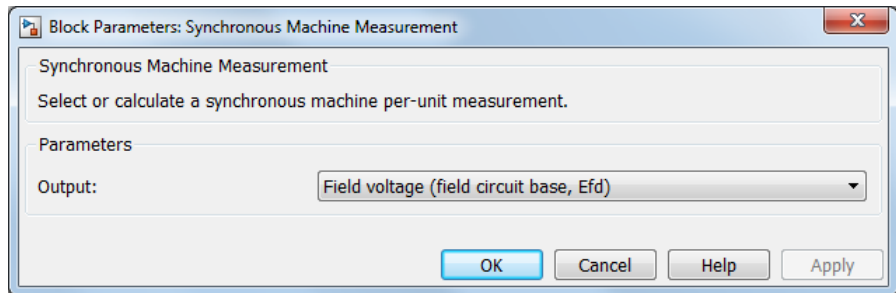 Block Parameters: Synchronous Machine Measurement
Synchronous Machine Measurement
Select or calculate a synchronous machine per-unit measurement.
Parameters
Output: Field voltage (field circuit base, Efd)
OK Cancel Help Apply